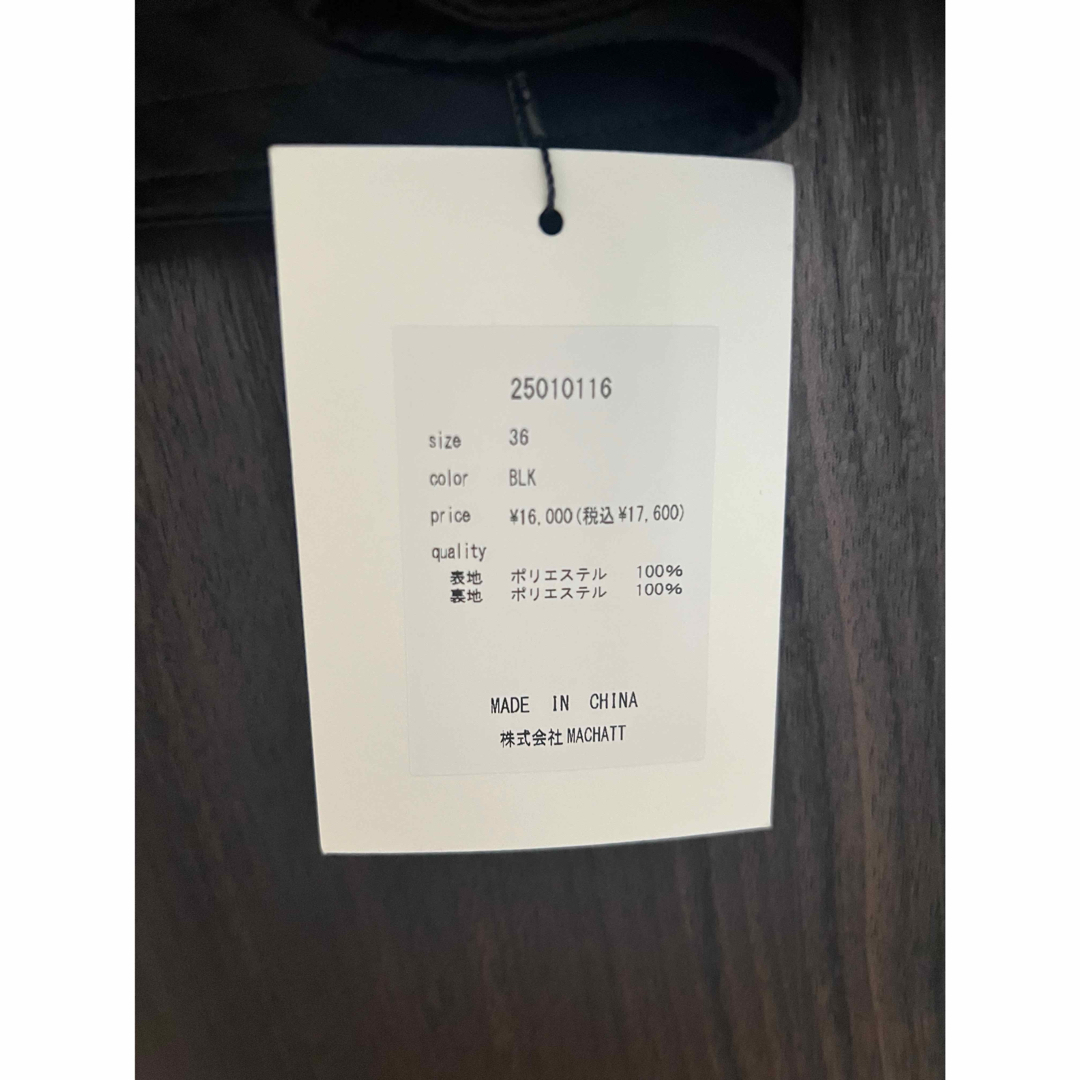 25010116
size 36
color BLK
price ¥16,000(税込¥17,600)
quality
表地 ポリエステル 100%
裏地 ポリエステル 100%
MADE IN CHINA
株式会社MACHATT